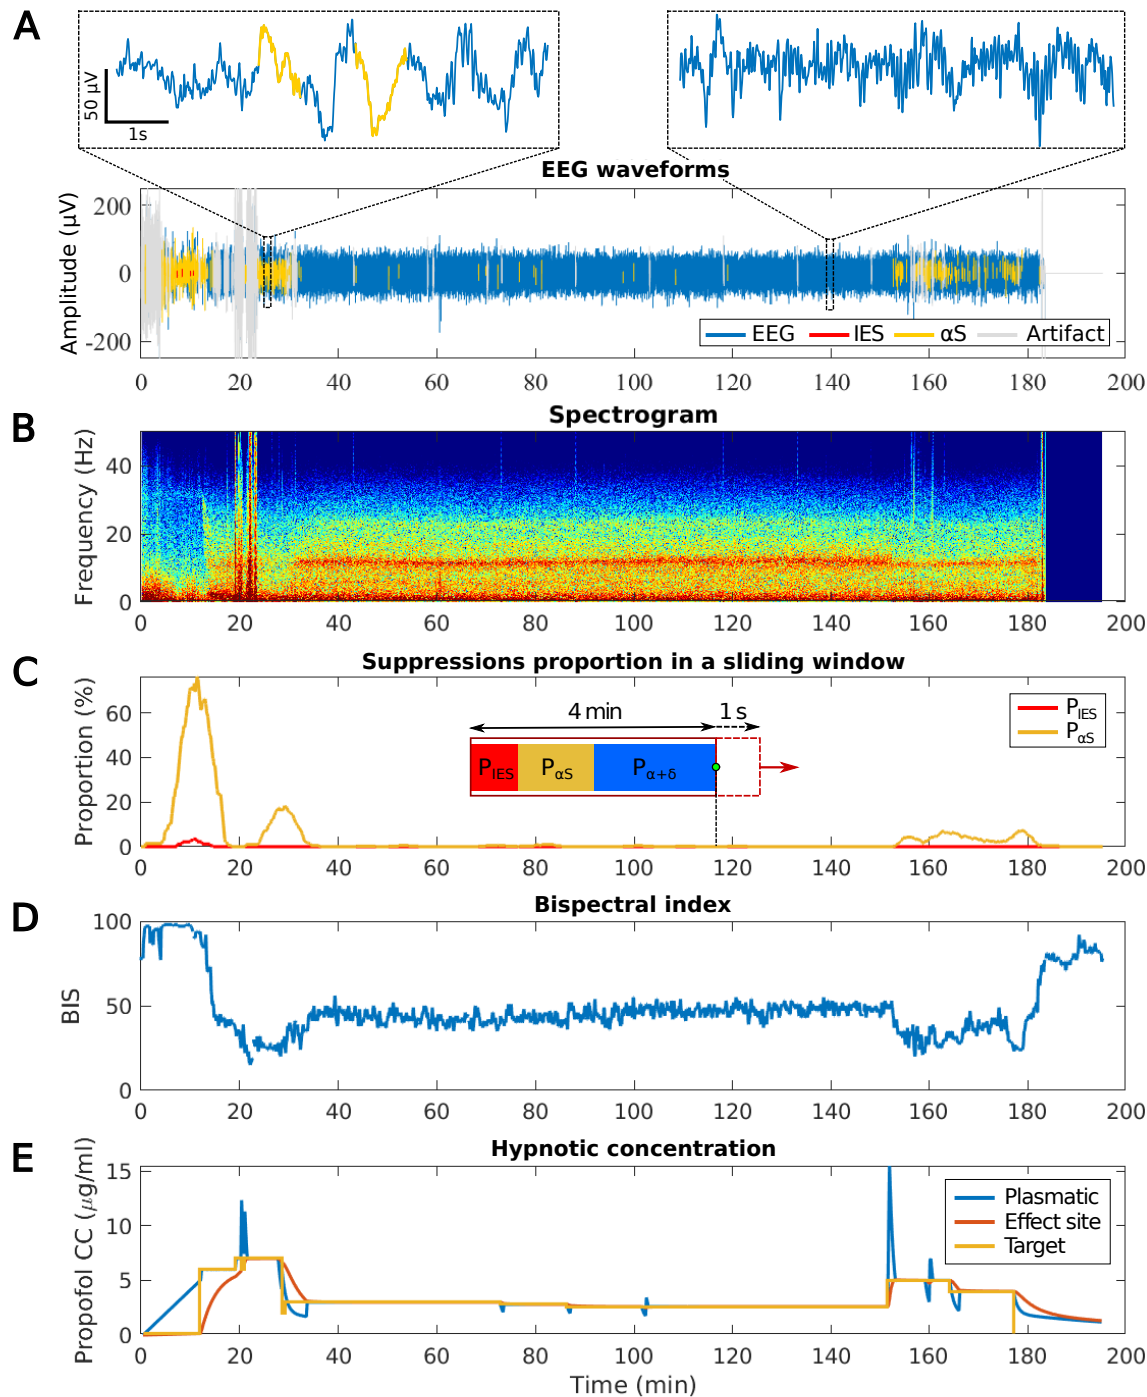 A
50 µV
1s
EEG waveforms
Amplitude (µV)
200
0
-200
EEG IES αS Artifact
0 20 40 60 80 100 120 140 160 180 200
B
Spectrogram
Frequency (Hz)
40
20
0
0 20 40 60 80 100 120 140 160 180 200
C
Suppressions proportion in a sliding window
Proportion (%)
60
40
20
0
4 min 1 s
P_IES P_αS P_α+δ
P_IES
P_αS
0 20 40 60 80 100 120 140 160 180 200
D
Bispectral index
BIS
100
50
0
0 20 40 60 80 100 120 140 160 180 200
E
Hypnotic concentration
Propofol CC (µg/ml)
15
10
5
0
Plasmatic
Effect site
Target
0 20 40 60 80 100 120 140 160 180 200
Time (min)